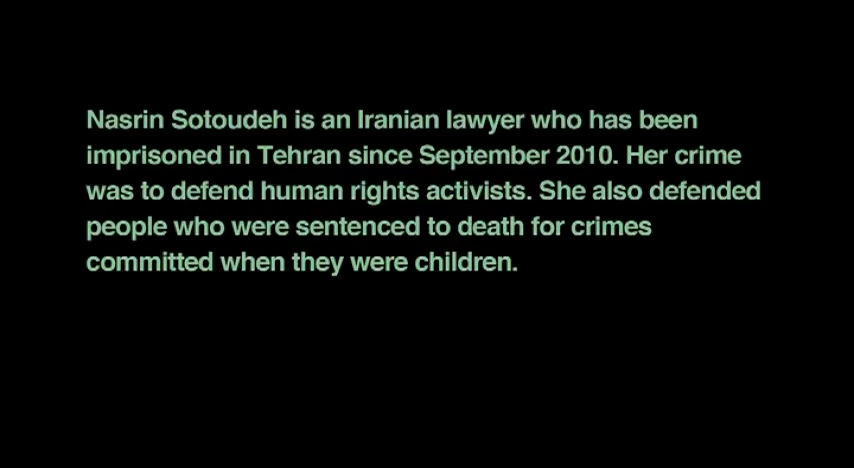 Nasrin Sotoudeh is an Iranian lawyer who has been
imprisoned in Tehran since September 2010. Her crime
was to defend human rights activists. She also defended
people who were sentenced to death for crimes
committed when they were children.